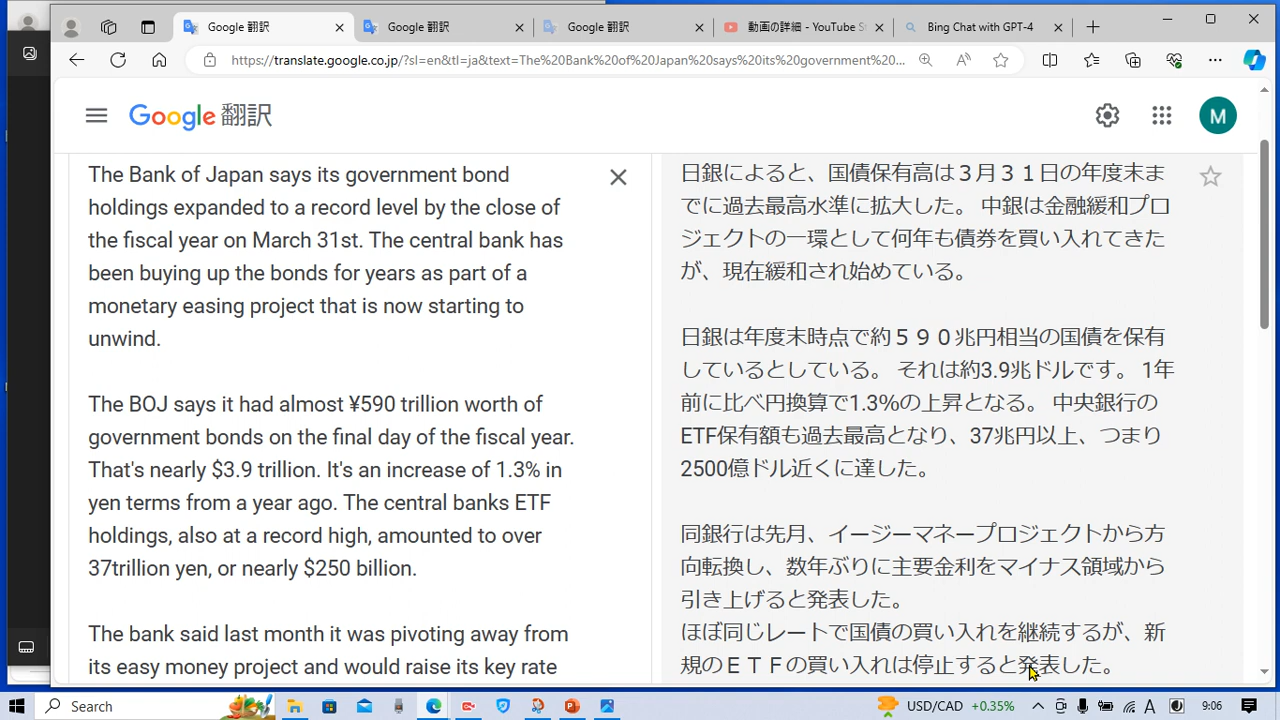 Google 翻訳
Google 翻訳
Google 翻訳
動画の詳細 - YouTube St
Bing Chat with GPT-4
https://translate.google.co.jp/?sl=en&tl=ja&text=The%20Bank%20of%20Japan%20says%20its%20government%20...
Google 翻訳
M
The Bank of Japan says its government bond
holdings expanded to a record level by the close of
the fiscal year on March 31st. The central bank has
been buying up the bonds for years as part of a
monetary easing project that is now starting to
unwind.
The BOJ says it had almost ¥590 trillion worth of
government bonds on the final day of the fiscal year.
That's nearly $3.9 trillion. It's an increase of 1.3% in
yen terms from a year ago. The central banks ETF
holdings, also at a record high, amounted to over
37trillion yen, or nearly $250 billion.
The bank said last month it was pivoting away from
its easy money project and would raise its key rate
日銀によると、国債保有高は３月３１日の年度末ま
でに過去最高水準に拡大した。 中銀は金融緩和プロ
ジェクトの一環として何年も債券を買い入れてきた
が、現在緩和され始めている。
日銀は年度末時点で約５９０兆円相当の国債を保有
しているとしている。 それは約3.9兆ドルです。 1年
前に比べ円換算で1.3%の上昇となる。 中央銀行の
ETF保有額も過去最高となり、37兆円以上、つまり
2500億ドル近くに達した。
同銀行は先月、イージーマネープロジェクトから方
向転換し、数年ぶりに主要金利をマイナス領域から
引き上げると発表した。
ほぼ同じレートで国債の買い入れを継続するが、新
規のＥＴＦの買い入れは停止すると発表した。
Search
USD/CAD +0.35%
A
9:06